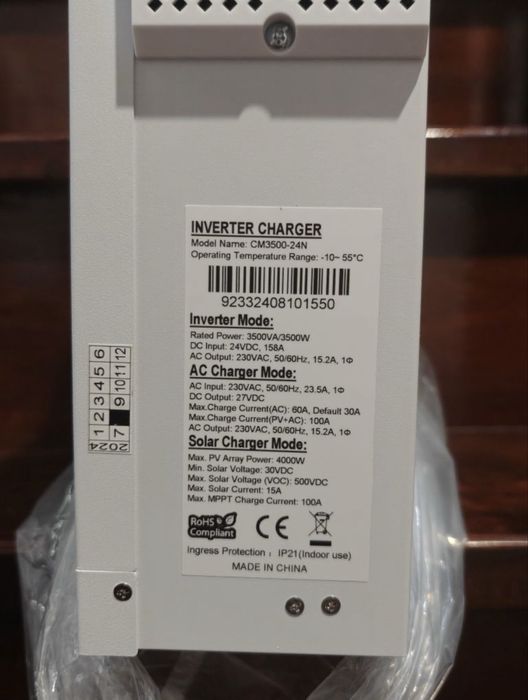 INVERTER CHARGER
Model Name: CM3500-24N
Operating Temperature Range: -10~ 55°C
92332408101550
Inverter Mode:
Rated Power: 3500VA/3500W
DC Input: 24VDC, 158A
AC Output: 230VAC, 50/60Hz, 15.2A, 1Φ
AC Charger Mode:
AC Input: 230VAC, 50/60Hz, 23.5A, 1Φ
DC Output: 27VDC
Max.Charge Current(AC): 60A, Default 30A
Max.Charge Current(PV+AC): 100A
AC Output: 230VAC, 50/60Hz, 15.2A, 1Φ
Solar Charger Mode:
Max. PV Array Power: 4000W
Min. Solar Voltage: 30VDC
Max. Solar Voltage (VOC): 500VDC
Max. Solar Current: 15A
Max. MPPT Charge Current: 100A
RoHS
Compliant
CE
Ingress Protection : IP21(Indoor use)
MADE IN CHINA
2024
1 2 3 4 5 6
7 9 10 11 12